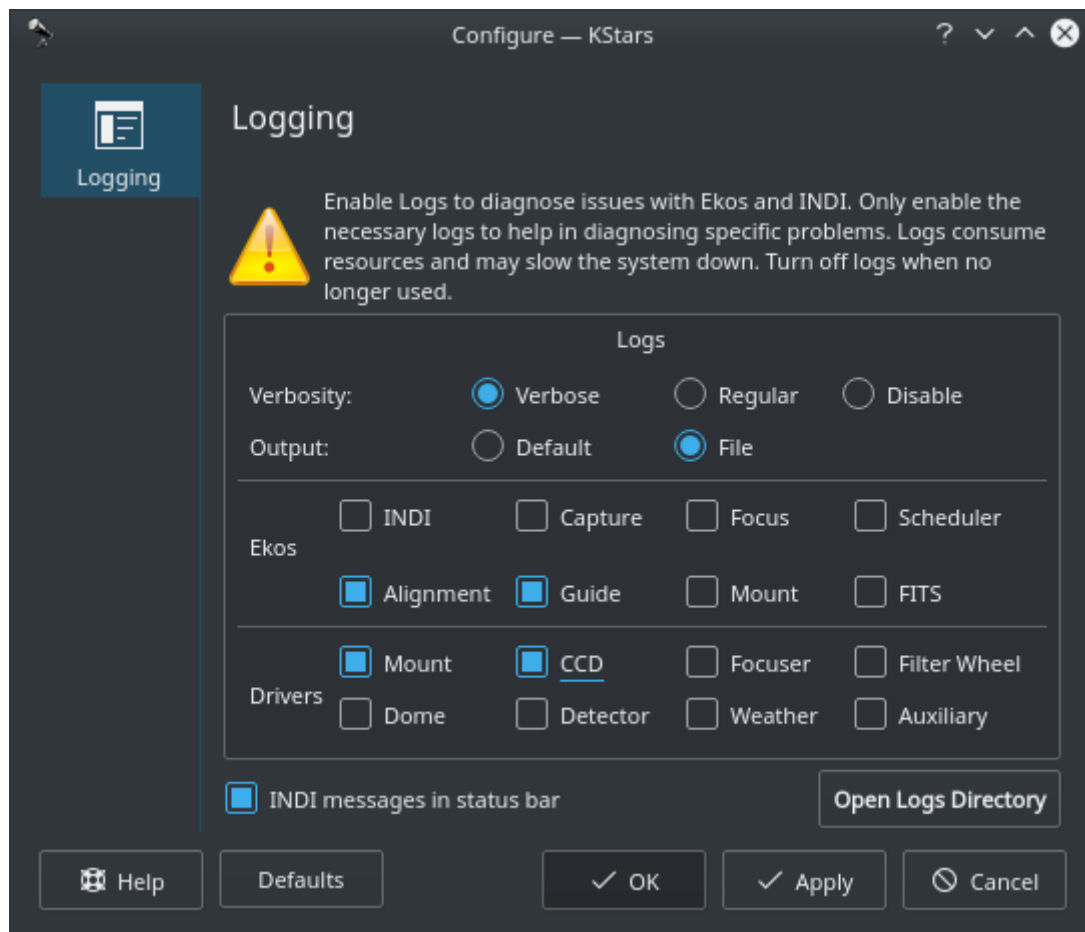 Configure — KStars
?
Logging
Logging
Enable Logs to diagnose issues with Ekos and INDI. Only enable the
necessary logs to help in diagnosing specific problems. Logs consume
resources and may slow the system down. Turn off logs when no
longer used.
Logs
Verbosity: Verbose Regular Disable
Output: Default File
Ekos
INDI Capture Focus Scheduler
Alignment Guide Mount FITS
Drivers
Mount CCD Focuser Filter Wheel
Dome Detector Weather Auxiliary
INDI messages in status bar Open Logs Directory
Help Defaults OK Apply Cancel